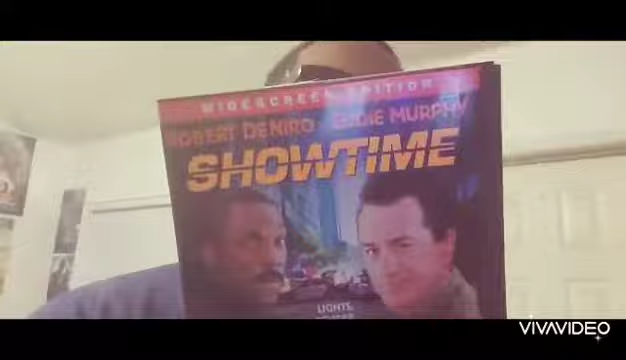 WIDESCREEN EDITION
ROBERT DENIRO EDDIE MURPHY
SHOWTIME
LIGHTS.
VIVAVIDEO